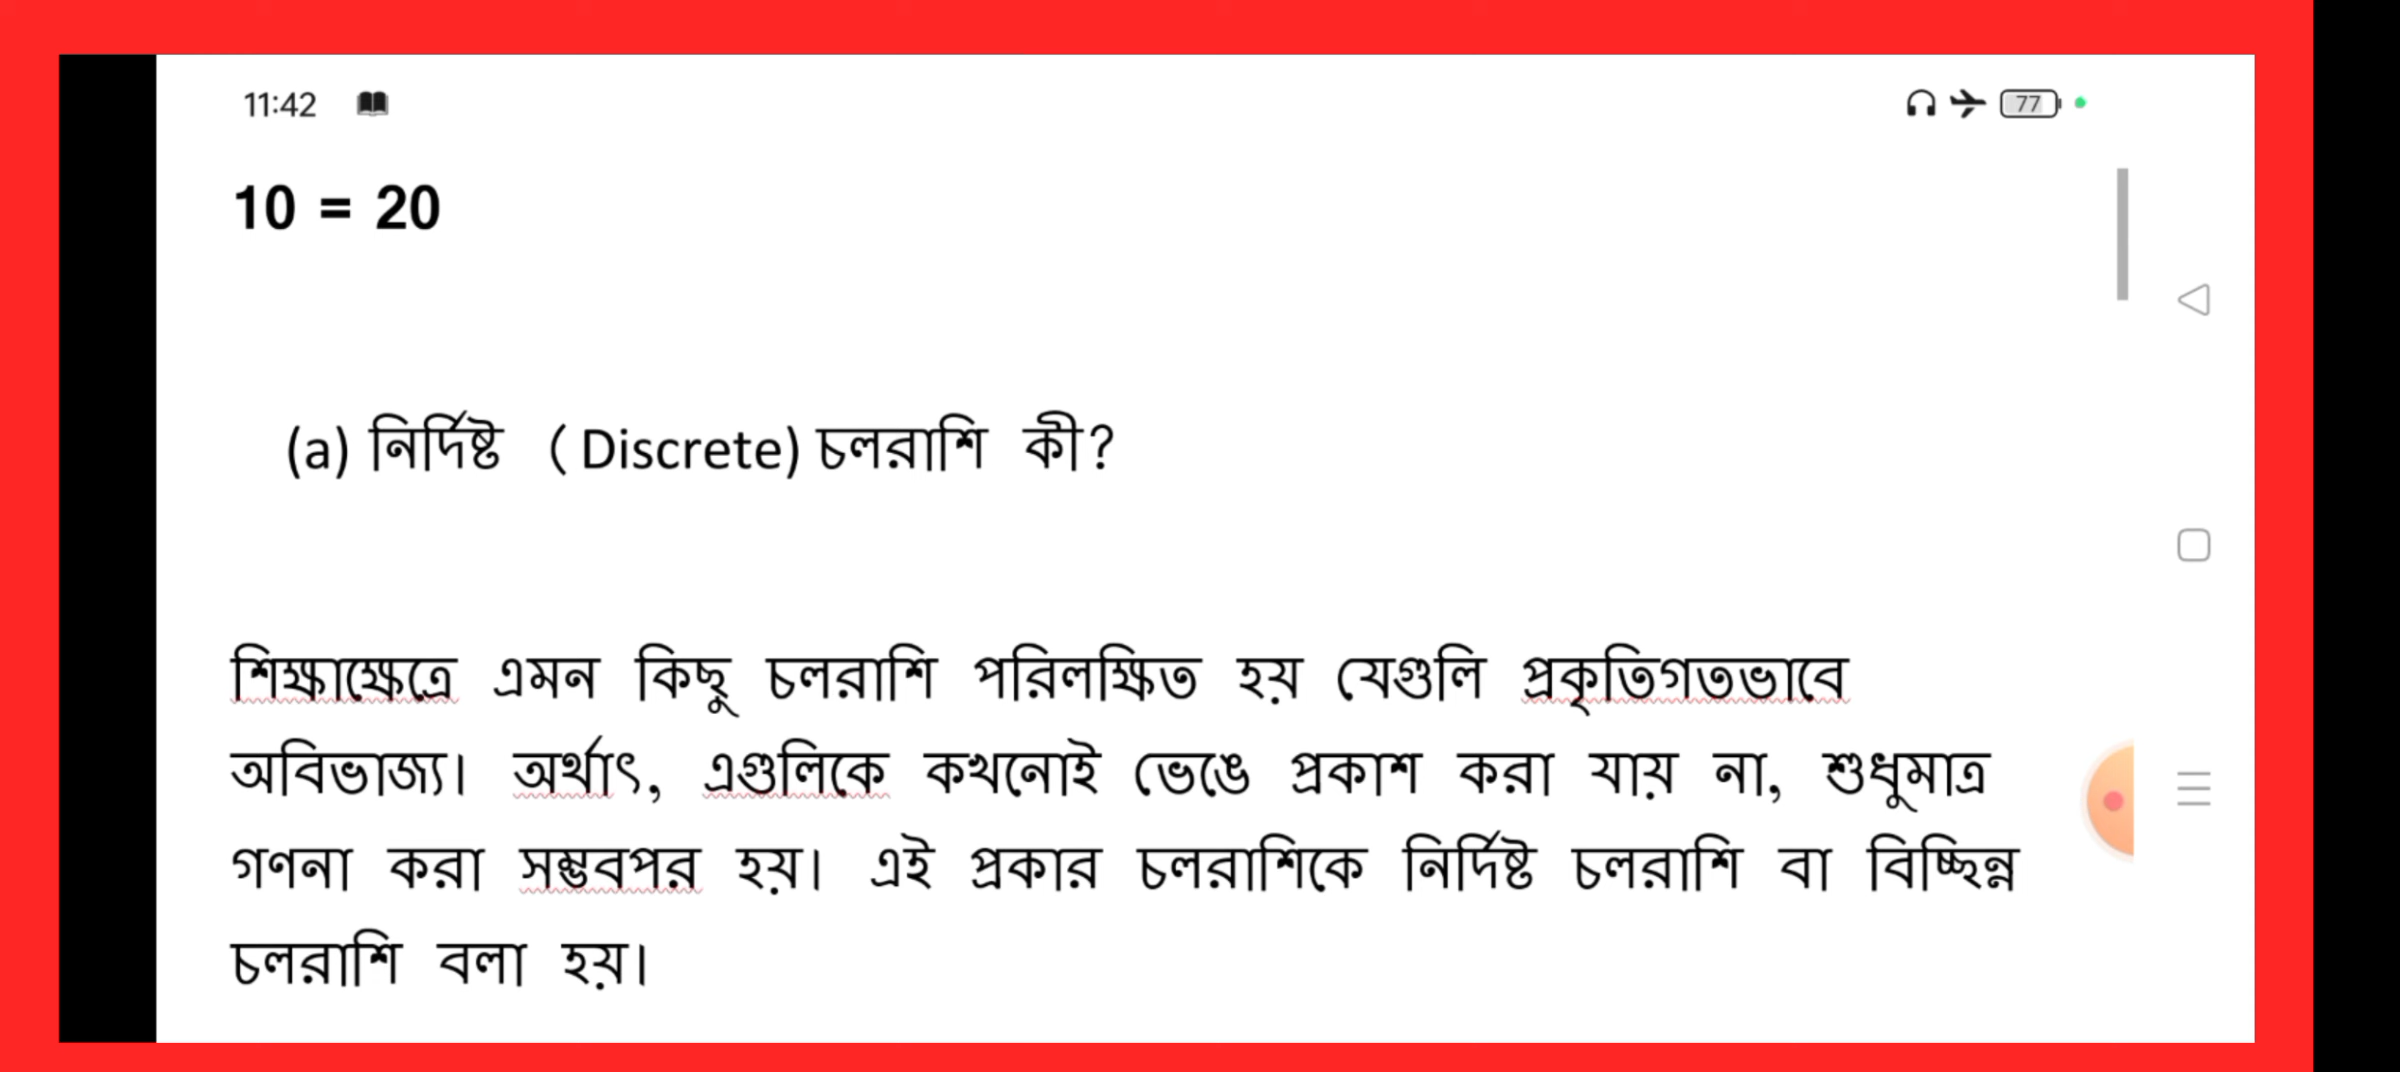 11:42
77
10 = 20
(a) নির্দিষ্ট ( Discrete) চলরাশি কী?
শিক্ষাক্ষেত্রে এমন কিছু চলরাশি পরিলক্ষিত হয় যেগুলি প্রকৃতিগতভাবে
অবিভাজ্য। অর্থাৎ, এগুলিকে কখনোই ভেঙে প্রকাশ করা যায় না, শুধুমাত্র
গণনা করা সম্ভবপর হয়। এই প্রকার চলরাশিকে নির্দিষ্ট চলরাশি বা বিচ্ছিন্ন
চলরাশি বলা হয়।